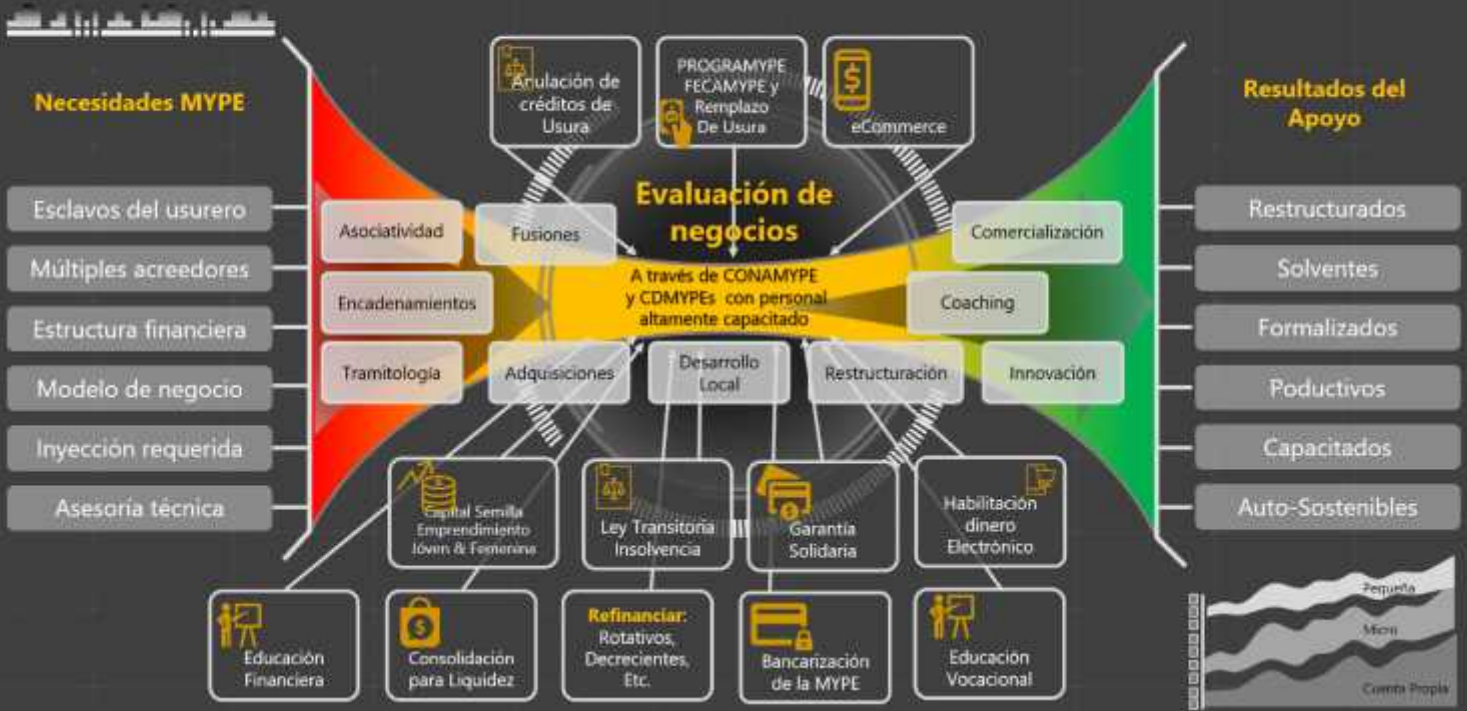 Necesidades MYPE
Esclavos del usurero
Múltiples acreedores
Estructura financiera
Modelo de negocio
Inyección requerida
Asesoría técnica
Anulación de
créditos de
Usura
PROGRAMYPE
FECAMYPE y
Remplazo
De Usura
eCommerce
Evaluación de
negocios
A través de CONAMYPE
y CDMYPEs con personal
altamente capacitado
Asociatividad
Fusiones
Encadenamientos
Tramitología
Adquisiciones
Desarrollo
Local
Restructuración
Innovación
Coaching
Comercialización
Capital Semilla
Emprendimiento
Jóven & Femenina
Ley Transitoria
Insolvencia
Garantía
Solidaria
Habilitación
dinero
Electrónico
Educación
Financiera
Consolidación
para Liquidez
Refinanciar:
Rotativos,
Decrecientes,
Etc.
Bancarización
de la MYPE
Educación
Vocacional
Resultados del
Apoyo
Restructurados
Solventes
Formalizados
Poductivos
Capacitados
Auto-Sostenibles
Pequeña
Micro
Cuenta Propia